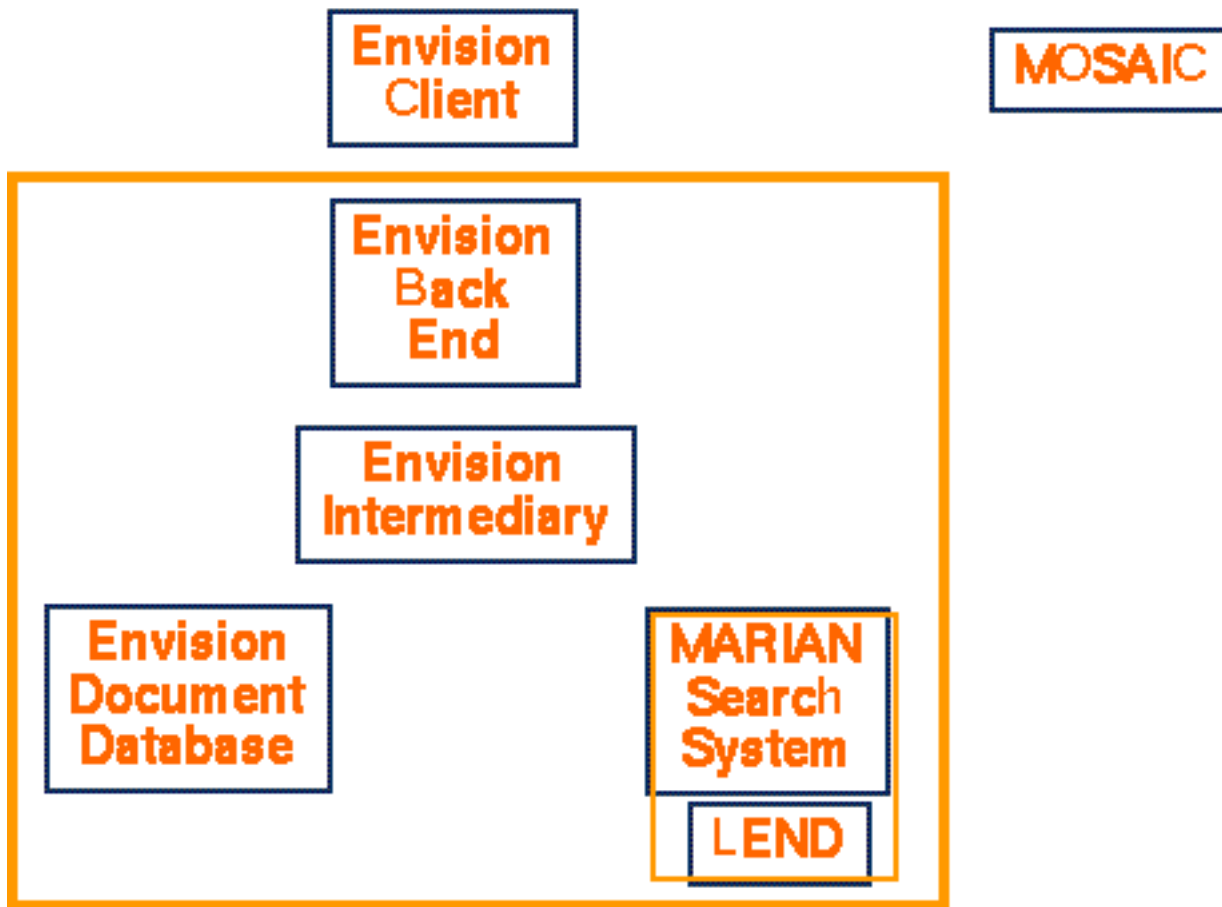 Envision
Client
MOSAIC
Envision
Back
End
Envision
Intermediary
Envision
Document
Database
MARIAN
Search
System
LEND